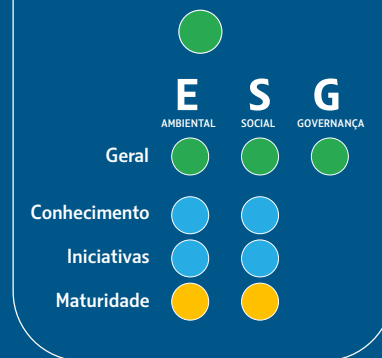 E S G
AMBIENTAL SOCIAL GOVERNANÇA
Geral
Conhecimento
Iniciativas
Maturidade